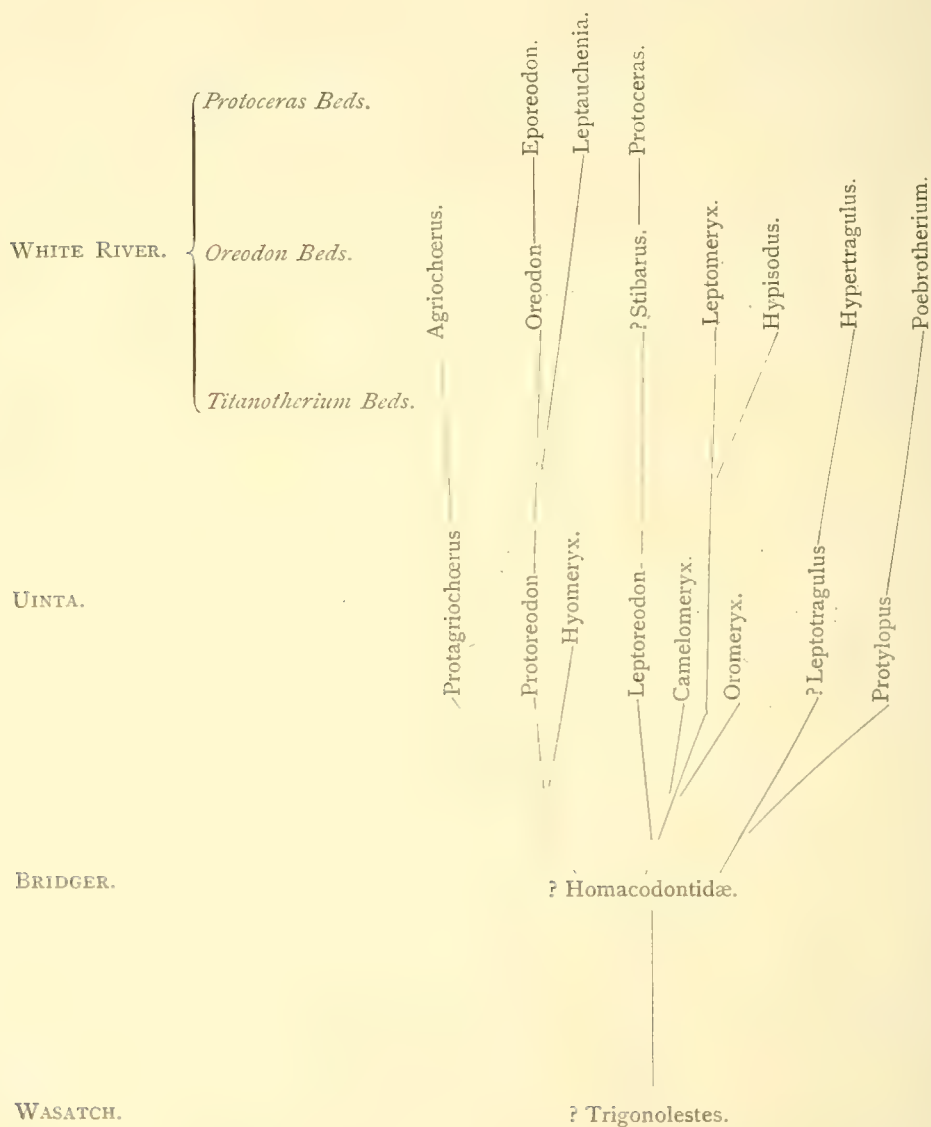 Eporeodon.
Leptauchenia.
Protoceras.
Protoceras Beds.
WHITE RIVER.
Oreodon Beds.
Agriochœrus.
Oreodon
? Stibarus.
Leptomeryx.
Hypisodus.
Hypertragulus.
Poebrotherium.
Titanotherium Beds.
UINTA.
Protagriochœrus
Protoreodon
Hyomeryx.
Leptoreodon
Camelomeryx.
Oromeryx.
? Leptotragulus
Protylopus
BRIDGER.
? Homacodontidæ.
WASATCH.
? Trigonolestes.